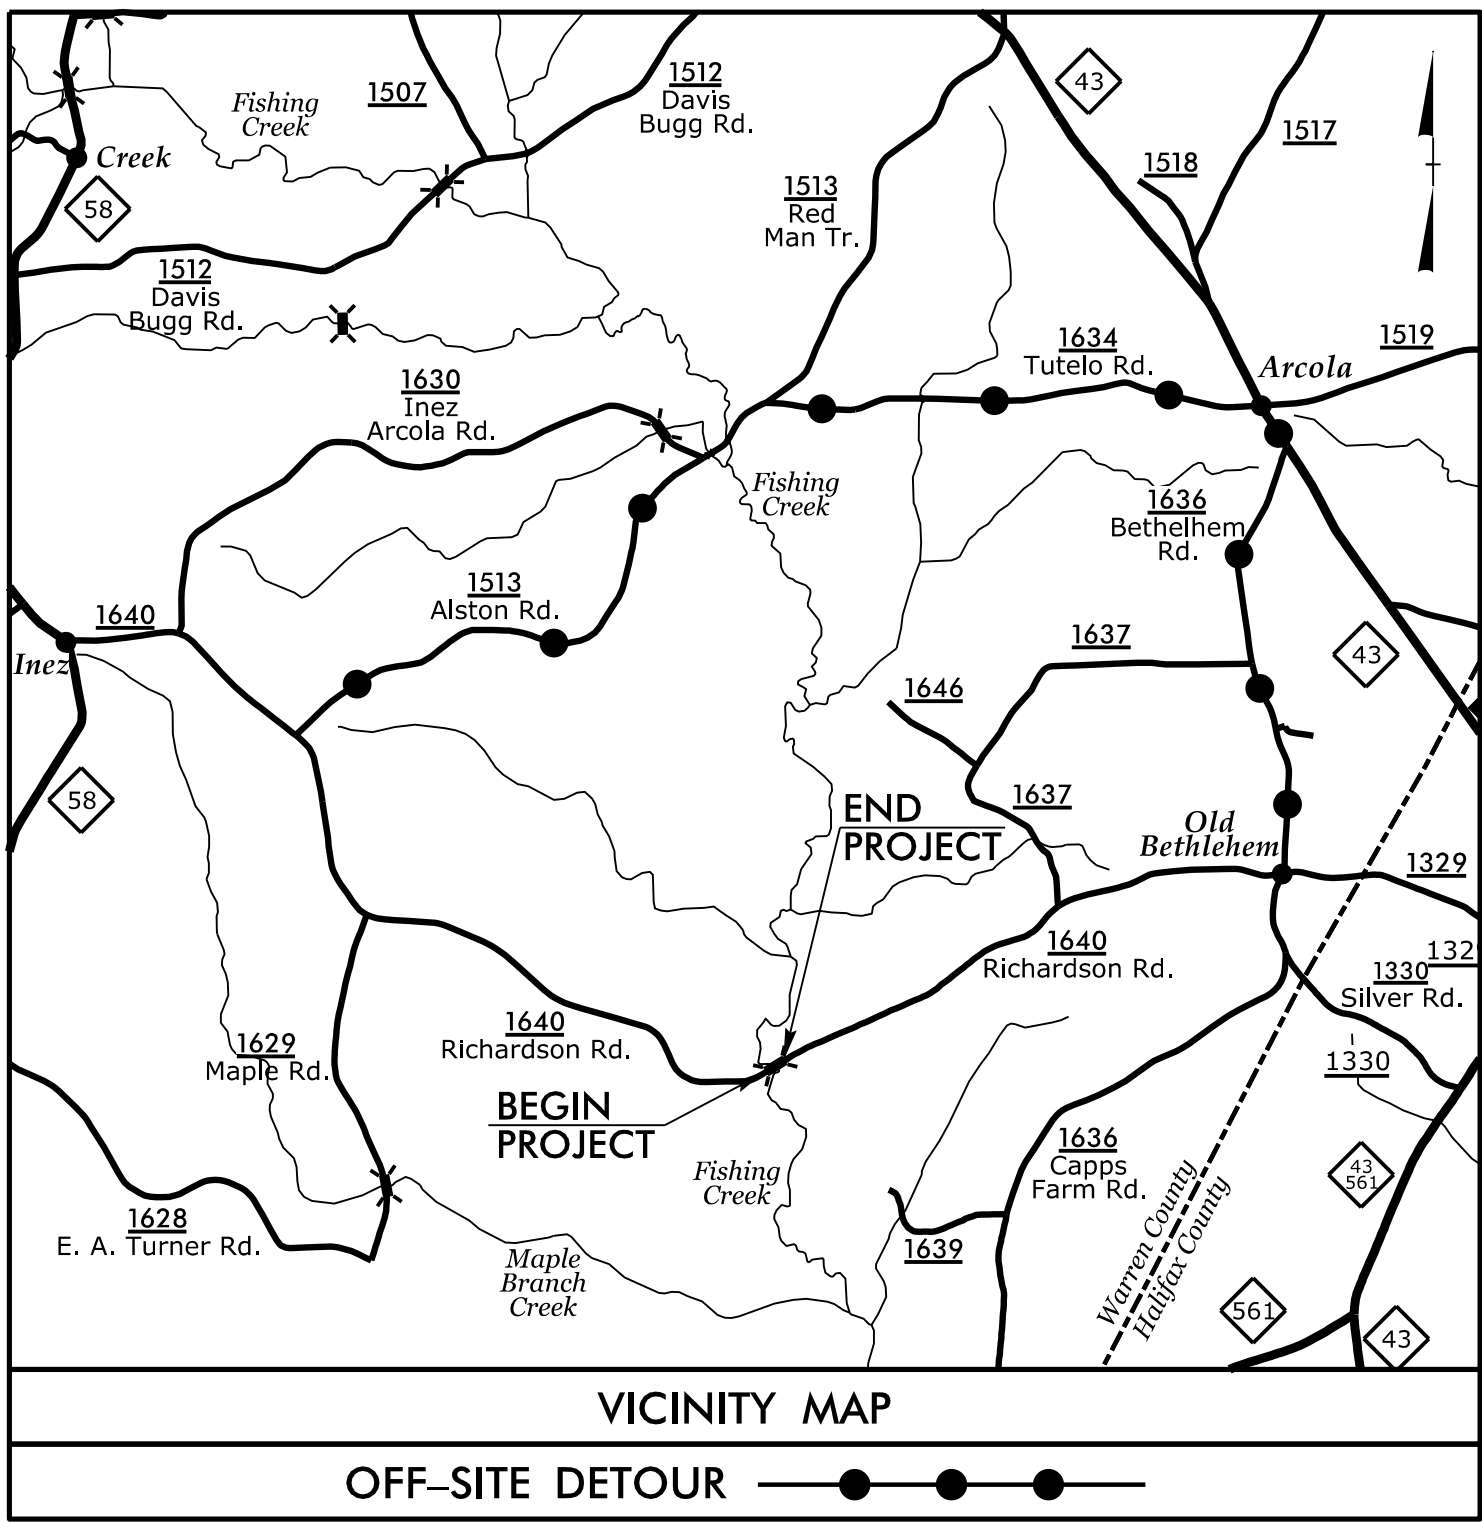 1507
1512
Davis
Bugg Rd.
43
1517
Fishing
Creek
Creek
1518
58
1513
Red
Man Tr.
1512
Davis
Bugg Rd.
1634
Tutelo Rd.
1519
Arcola
1630
Inez
Arcola Rd.
Fishing
Creek
1636
Bethelhem
Rd.
1513
Alston Rd.
1640
Inez
1637
43
1646
58
1637
END
PROJECT
Old
Bethlehem
1329
1640
Richardson Rd.
1329
1330
Silver Rd.
1640
Richardson Rd.
1629
Maple Rd.
1330
BEGIN
PROJECT
1636
Capps
Farm Rd.
43
561
Fishing
Creek
Warren County
Halifax County
1628
E. A. Turner Rd.
1639
Maple
Branch
Creek
561
43
VICINITY MAP
OFF–SITE DETOUR